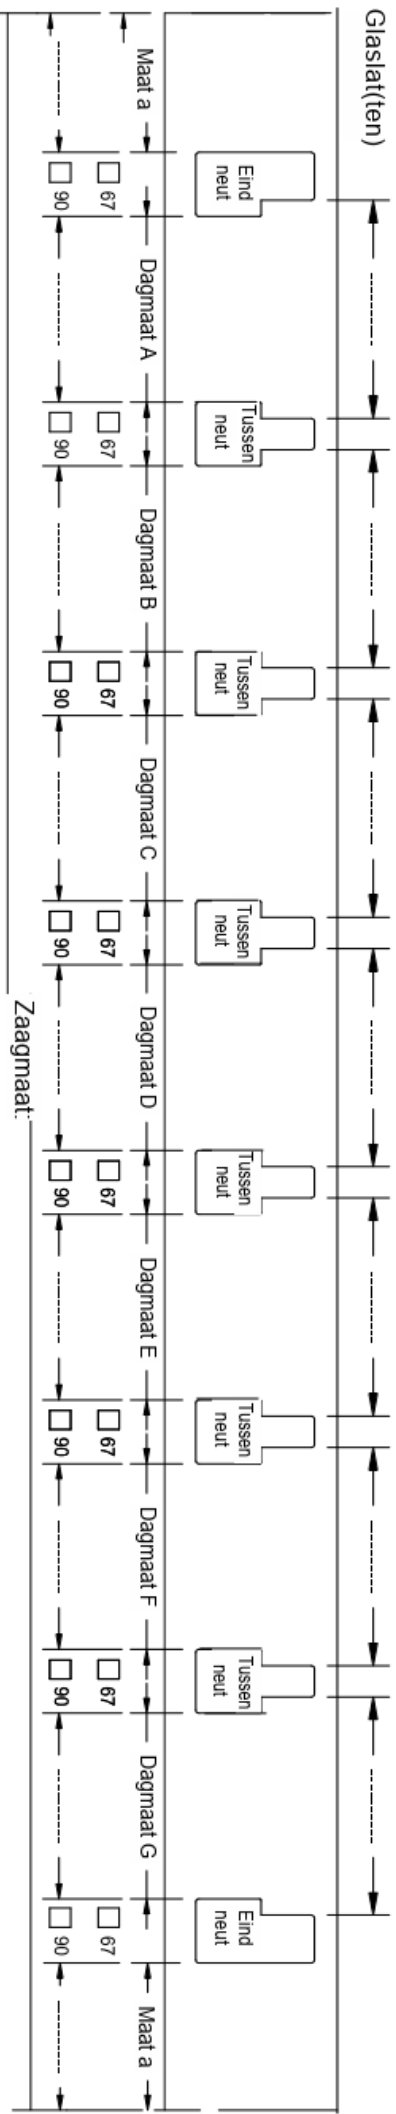 Glaslat(ten)
Eind Tussen Tussen Tussen Tussen Tussen Tussen Eind
neut neut neut neut neut neut neut neut
Maat a Dagmaat A Dagmaat B Dagmaat C Dagmaat D Dagmaat E Dagmaat F Dagmaat G Maat a
67 67 67 67 67 67 67 67
90 90 90 90 90 90 90 90
Zaagmaat: